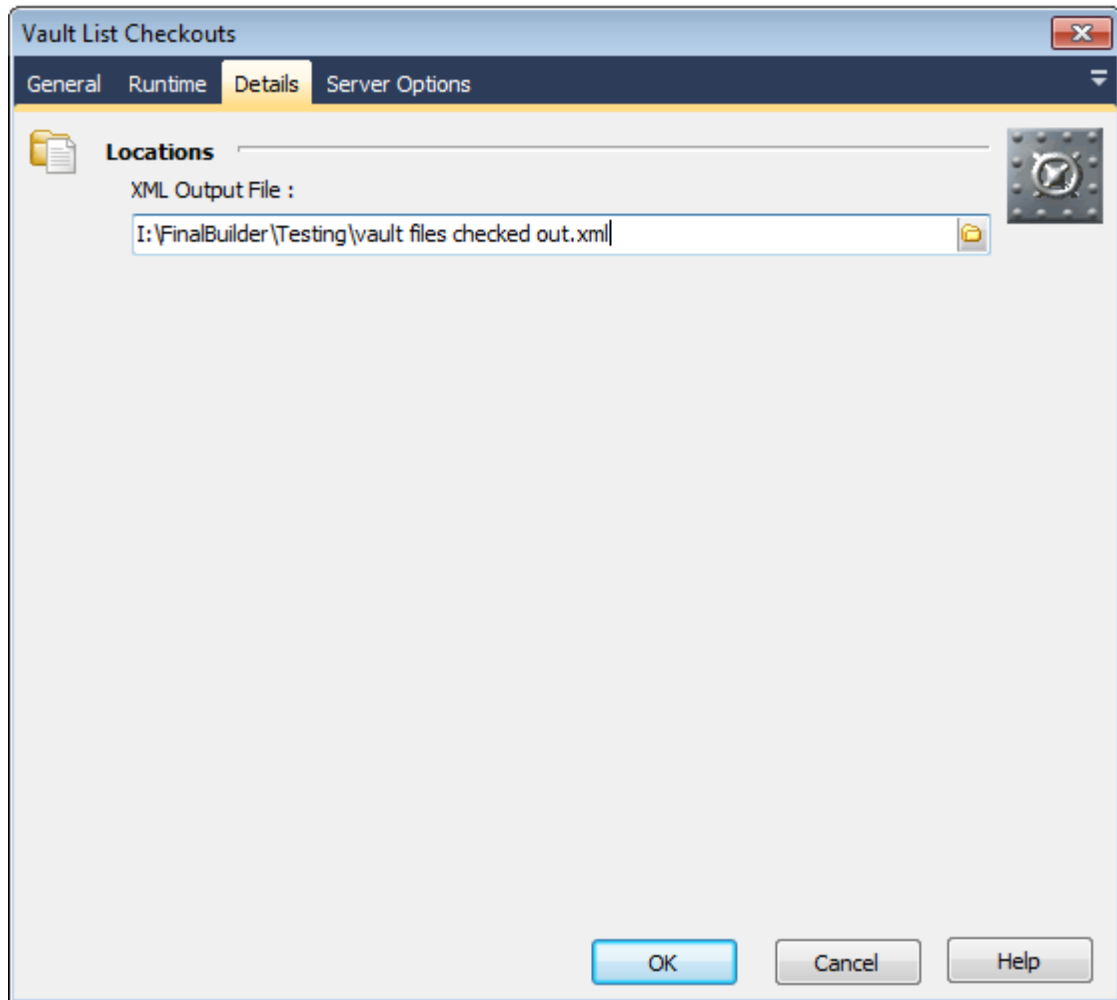 Vault List Checkouts
General Runtime Details Server Options
Locations
XML Output File :
I:\FinalBuilder\Testing\vault files checked out.xml
OK Cancel Help